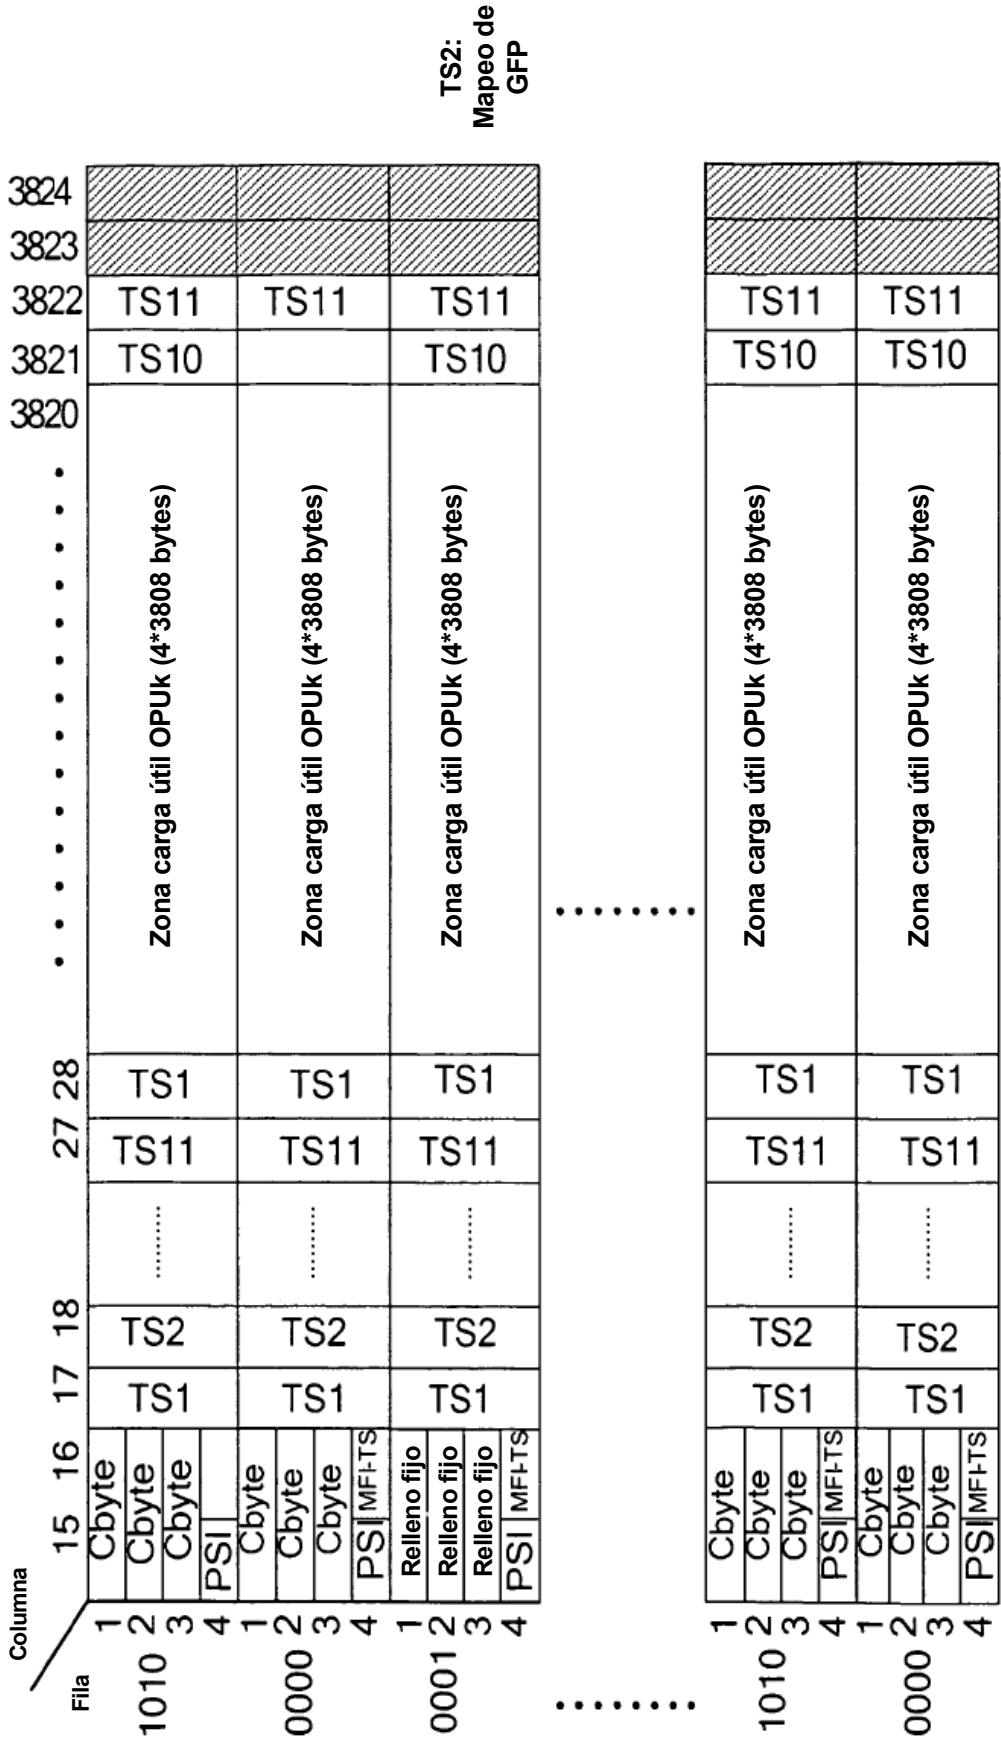 Columna
Fila
15 16 17 18 27 28 3820 3821 3822 3823 3824
1010
1 Cbyte
2 Cbyte
3 Cbyte
4 PSI
TS1 TS2 ........ TS11 TS1 Zona carga útil OPUk (4*3808 bytes) TS10 TS11
0000
1 Cbyte
2 Cbyte
3 Cbyte
4 PSI MFI-TS
TS1 TS2 ........ TS11 TS1 Zona carga útil OPUk (4*3808 bytes) TS11
0001
1 Relleno fijo
2 Relleno fijo
3 Relleno fijo
4 PSI MFI-TS
TS1 TS2 ........ TS11 TS1 Zona carga útil OPUk (4*3808 bytes) TS10 TS11
TS2:
Mapeo de
GFP
1010
1 Cbyte
2 Cbyte
3 Cbyte
4 PSI MFI-TS
TS1 TS2 ........ TS11 TS1 Zona carga útil OPUk (4*3808 bytes) TS10 TS11
0000
1 Cbyte
2 Cbyte
3 Cbyte
4 PSI MFI-TS
TS1 TS2 ........ TS11 TS1 Zona carga útil OPUk (4*3808 bytes) TS10 TS11